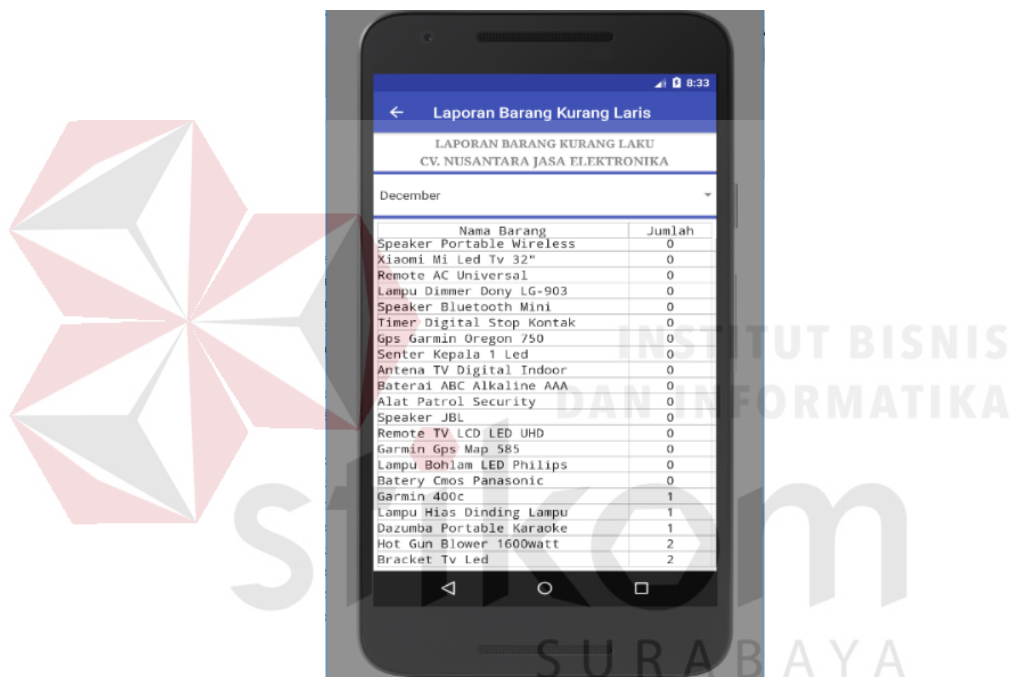 8:33
Laporan Barang Kurang Laris
LAPORAN BARANG KURANG LAKU
CV. NUSANTARA JASA ELEKTRONIKA
December
Nama Barang Jumlah
Speaker Portable Wireless 0
Xiaomi Mi Led Tv 32" 0
Remote AC Universal 0
Lampu Dimmer Dony LG-903 0
Speaker Bluetooth Mini 0
Timer Digital Stop Kontak 0
Gps Garmin Oregon 750 0
Senter Kepala 1 Led 0
Antena TV Digital Indoor 0
Baterai ABC Alkaline AAA 0
Alat Patrol Security 0
Speaker JBL 0
Remote TV LCD LED UHD 0
Garmin Gps Map 585 0
Lampu Bohlam LED Philips 0
Batery Cmos Panasonic 0
Garmin 400c 1
Lampu Hias Dinding Lampu 1
Dazumba Portable Karaoke 1
Hot Gun Blower 1600watt 2
Bracket Tv Led 2
INSTITUT BISNIS
DAN INFORMATIKA
stikom
SURABAYA